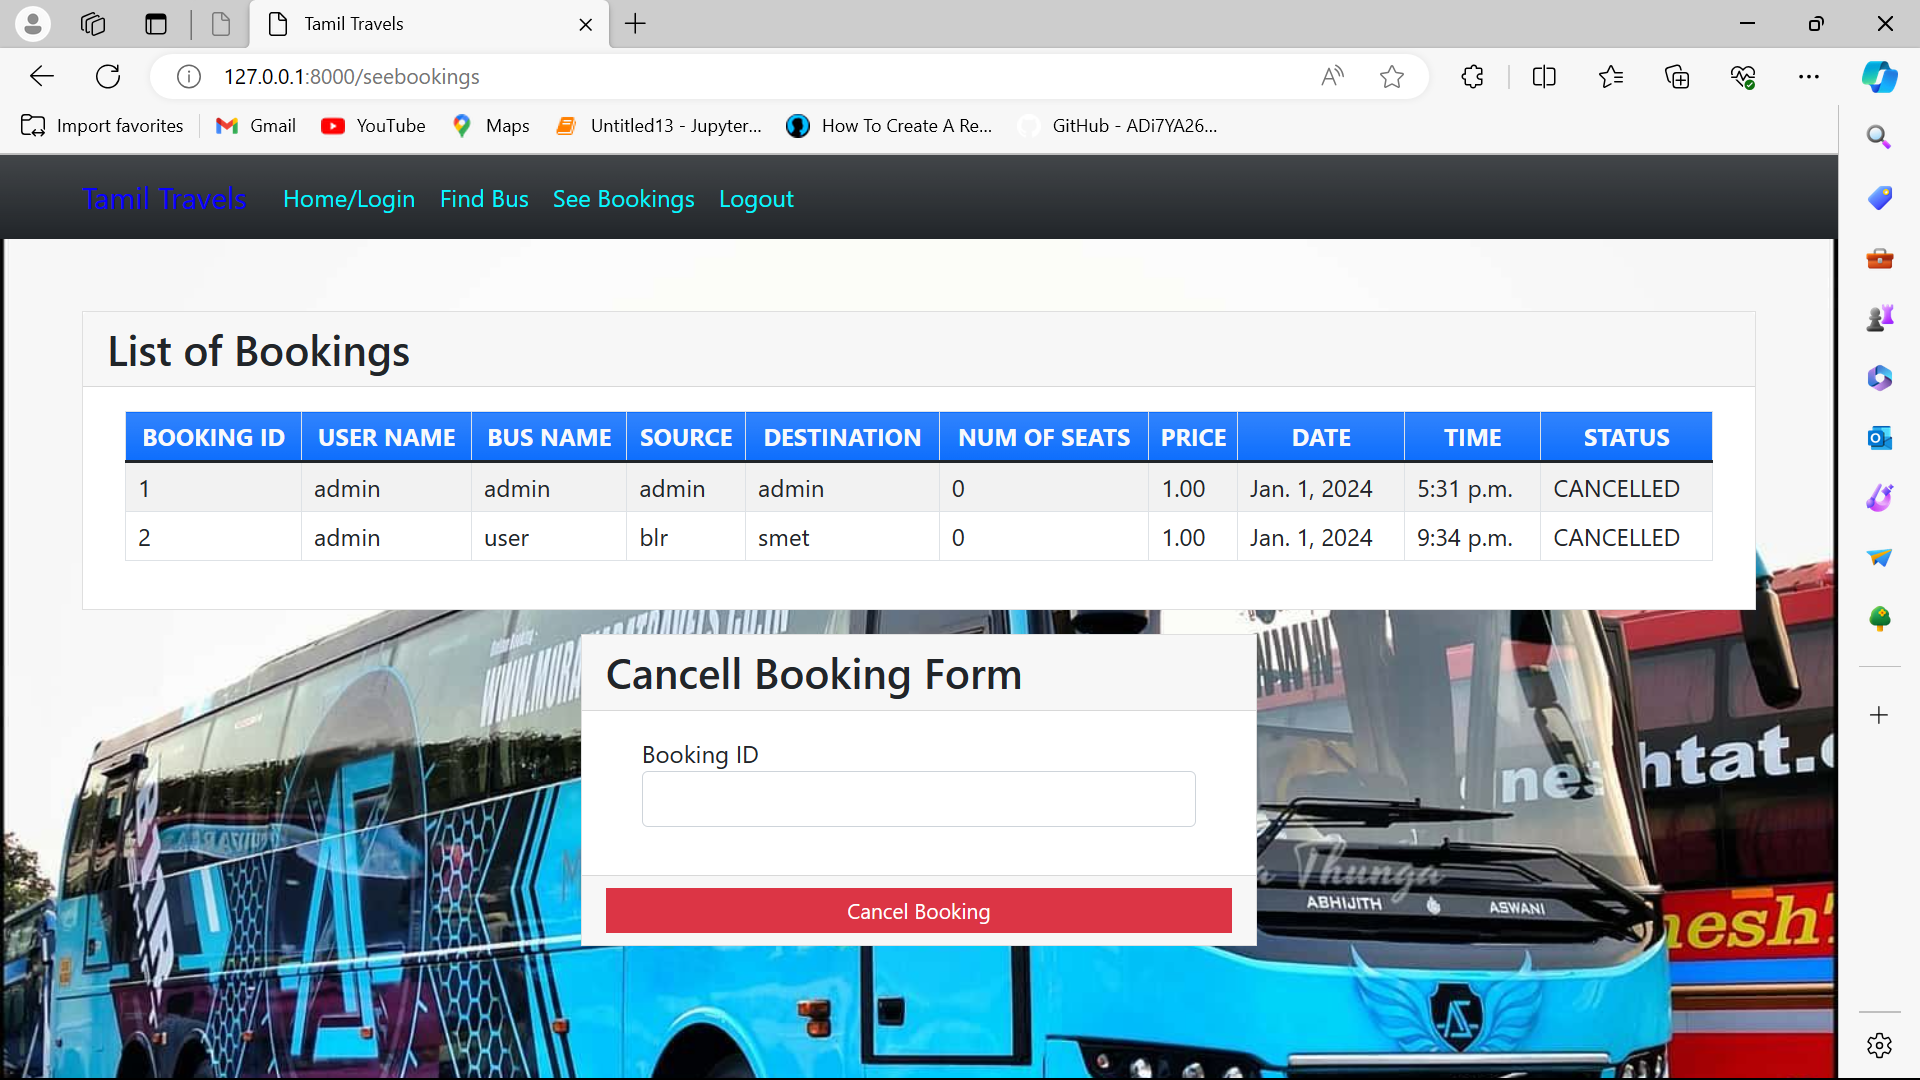 Tamil Travels
127.0.0.1:8000/seebookings
Import favorites Gmail YouTube Maps Untitled13 - Jupyter... How To Create A Re... GitHub - ADi7YA26...
Tamil Travels Home/Login Find Bus See Bookings Logout
List of Bookings
BOOKING ID USER NAME BUS NAME SOURCE DESTINATION NUM OF SEATS PRICE DATE TIME STATUS
1 admin admin admin admin 0 1.00 Jan. 1, 2024 5:31 p.m. CANCELLED
2 admin user blr smet 0 1.00 Jan. 1, 2024 9:34 p.m. CANCELLED
Cancell Booking Form
Booking ID
Cancel Booking
Thunga
ABHIJITH ASWANI